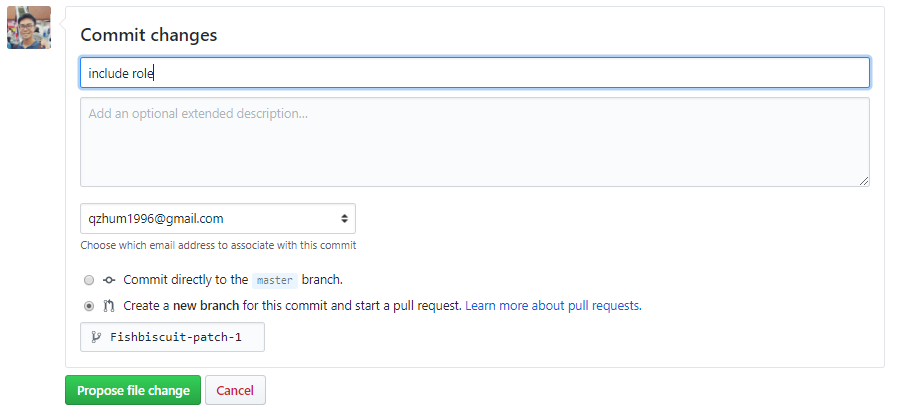 Commit changes
include role
Add an optional extended description...
qzhum1996@gmail.com
Choose which email address to associate with this commit
Commit directly to the master branch.
Create a new branch for this commit and start a pull request. Learn more about pull requests.
Fishbiscuit-patch-1
Propose file change Cancel